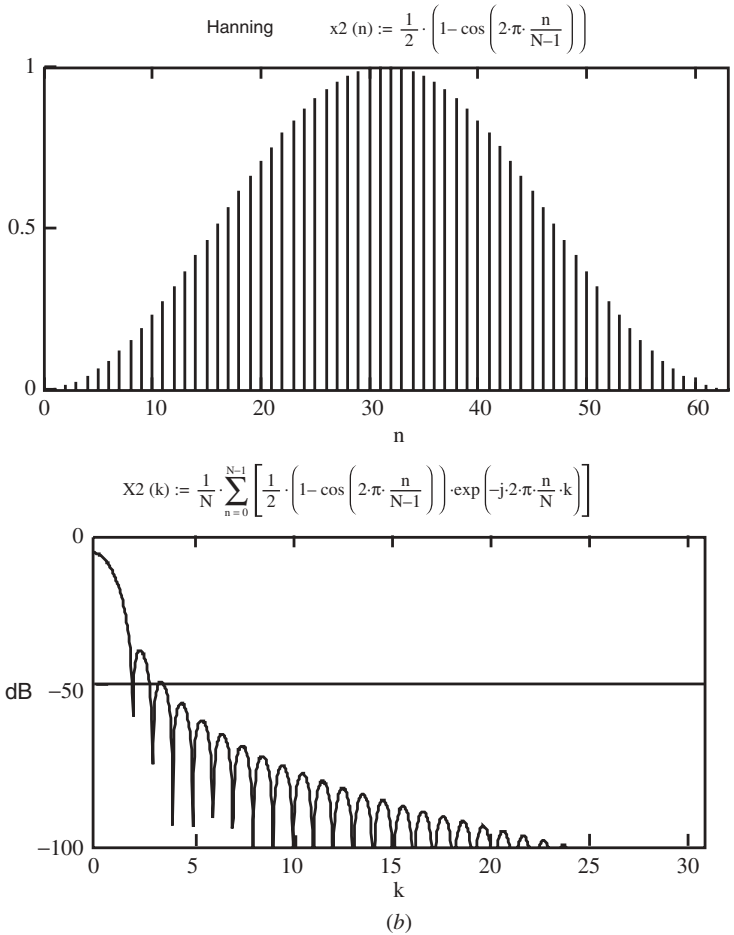 Hanning x2 (n) := 1/2 · (1– cos (2·π· n/N–1))
1
0.5
0
0 10 20 30 40 50 60
n
X2 (k) := 1/N · N–1 ∑ n = 0 [1/2 · (1– cos (2·π· n/N–1)) ·exp (–j·2·π· n/N ·k)]
0
dB –50
–100
0 5 10 15 20 25 30
k
(b)